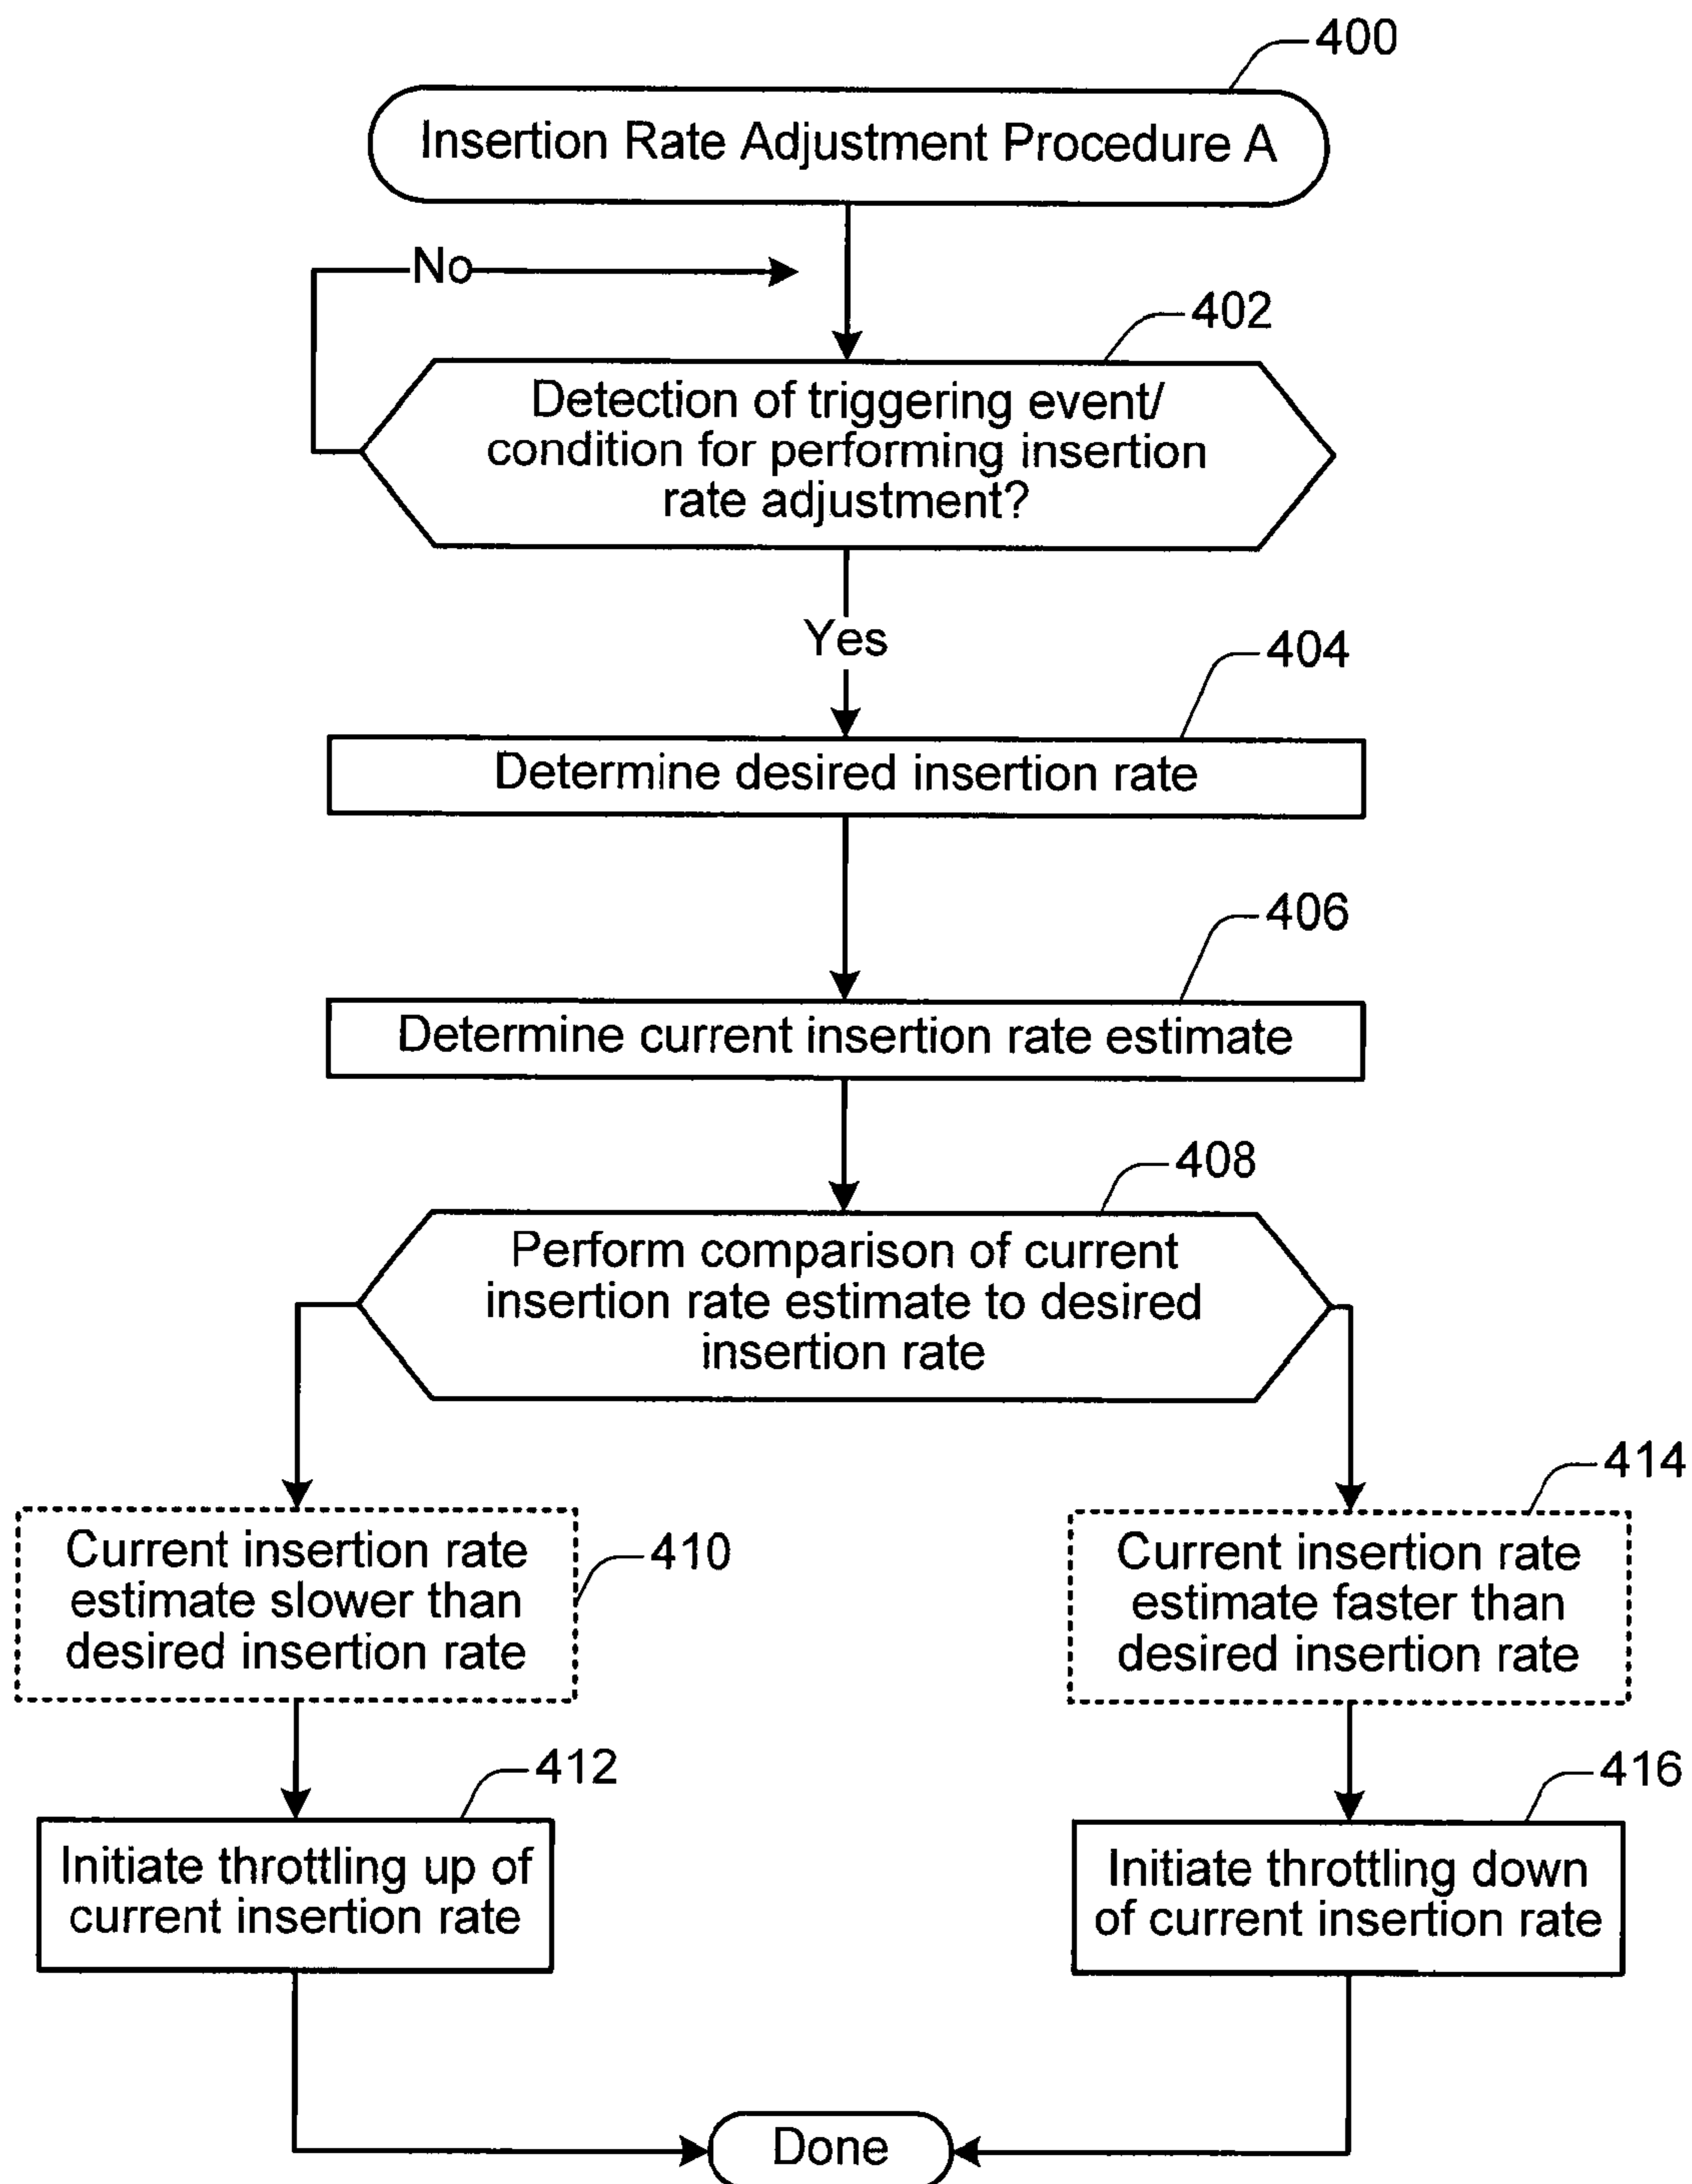 400
Insertion Rate Adjustment Procedure A
No
402
Detection of triggering event/
condition for performing insertion
rate adjustment?
Yes
404
Determine desired insertion rate
406
Determine current insertion rate estimate
408
Perform comparison of current
insertion rate estimate to desired
insertion rate
410
Current insertion rate
estimate slower than
desired insertion rate
414
Current insertion rate
estimate faster than
desired insertion rate
412
Initiate throttling up of
current insertion rate
416
Initiate throttling down
of current insertion rate
Done